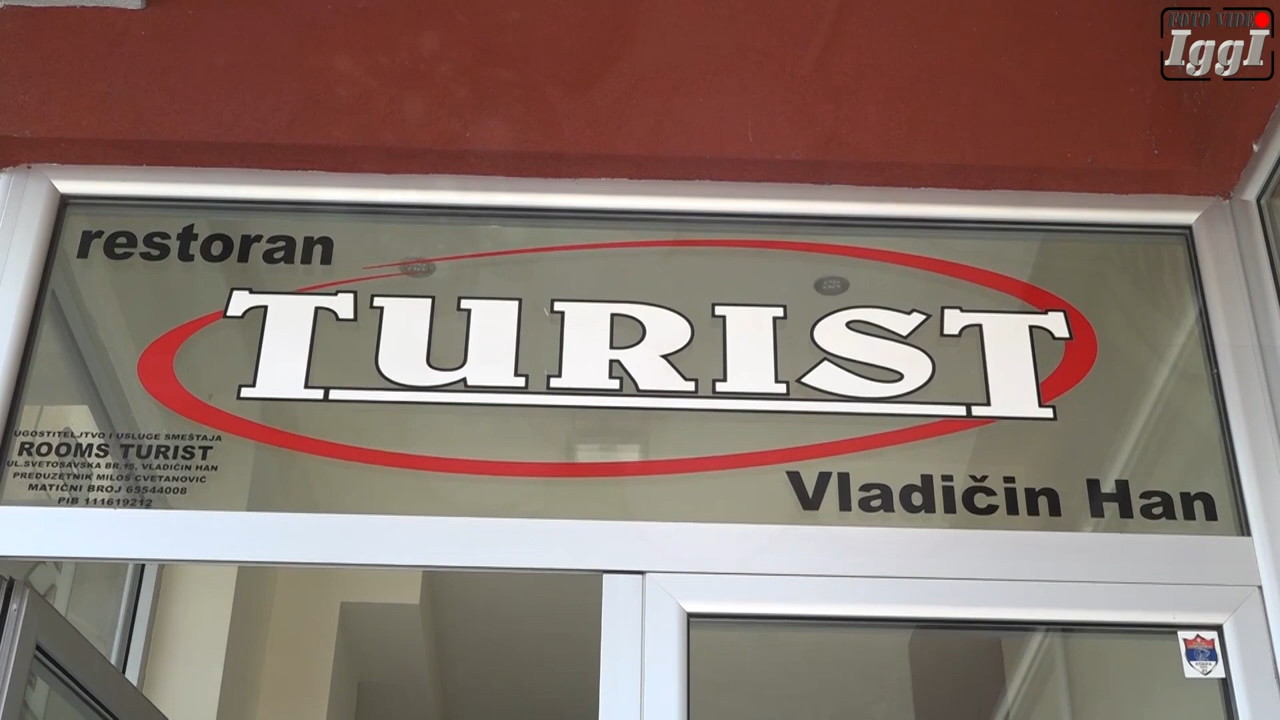 FOTO VIDEO
IggI
restoran
TURIST
UGOSTITELJTVO I USLUGE SMEŠTAJA
ROOMS TURIST
UL.SVETOSAVSKA BR.15, VLADIČIN HAN
PREDUZETNIK MILOŠ CVETANOVIĆ
MATIČNI BROJ 65544008
PIB 111619212
Vladičin Han